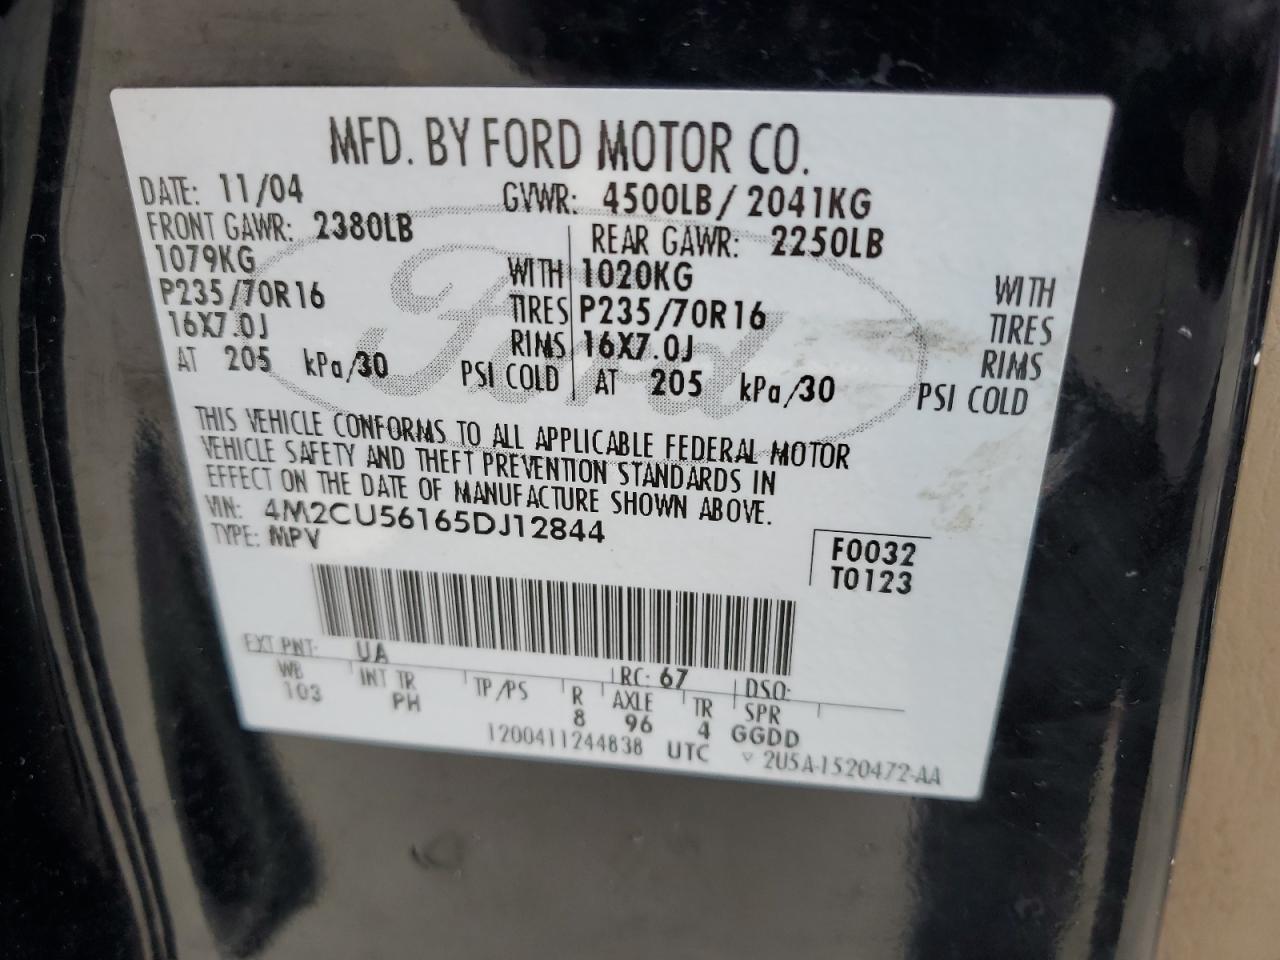 MFD. BY FORD MOTOR CO.
DATE: 11/04 GVWR: 4500LB / 2041KG
FRONT GAWR: 2380LB REAR GAWR: 2250LB
1079KG WITH 1020KG WITH
P235/70R16 TIRES P235/70R16 TIRES
16X7.0J RIMS 16X7.0J RIMS
AT 205 kPa/30 PSI COLD AT 205 kPa/30 PSI COLD
Ford
THIS VEHICLE CONFORMS TO ALL APPLICABLE FEDERAL MOTOR
VEHICLE SAFETY AND THEFT PREVENTION STANDARDS IN
EFFECT ON THE DATE OF MANUFACTURE SHOWN ABOVE.
VIN: 4M2CU56165DJ12844
TYPE: MPV
F0032
T0123
EXT PNT: UA RC: 67 DSO:
WB INT TR TP/PS R AXLE TR SPR
103 PH 8 96 4 GGDD
1200411244838 UTC ▽ 2U5A-1520472-AA